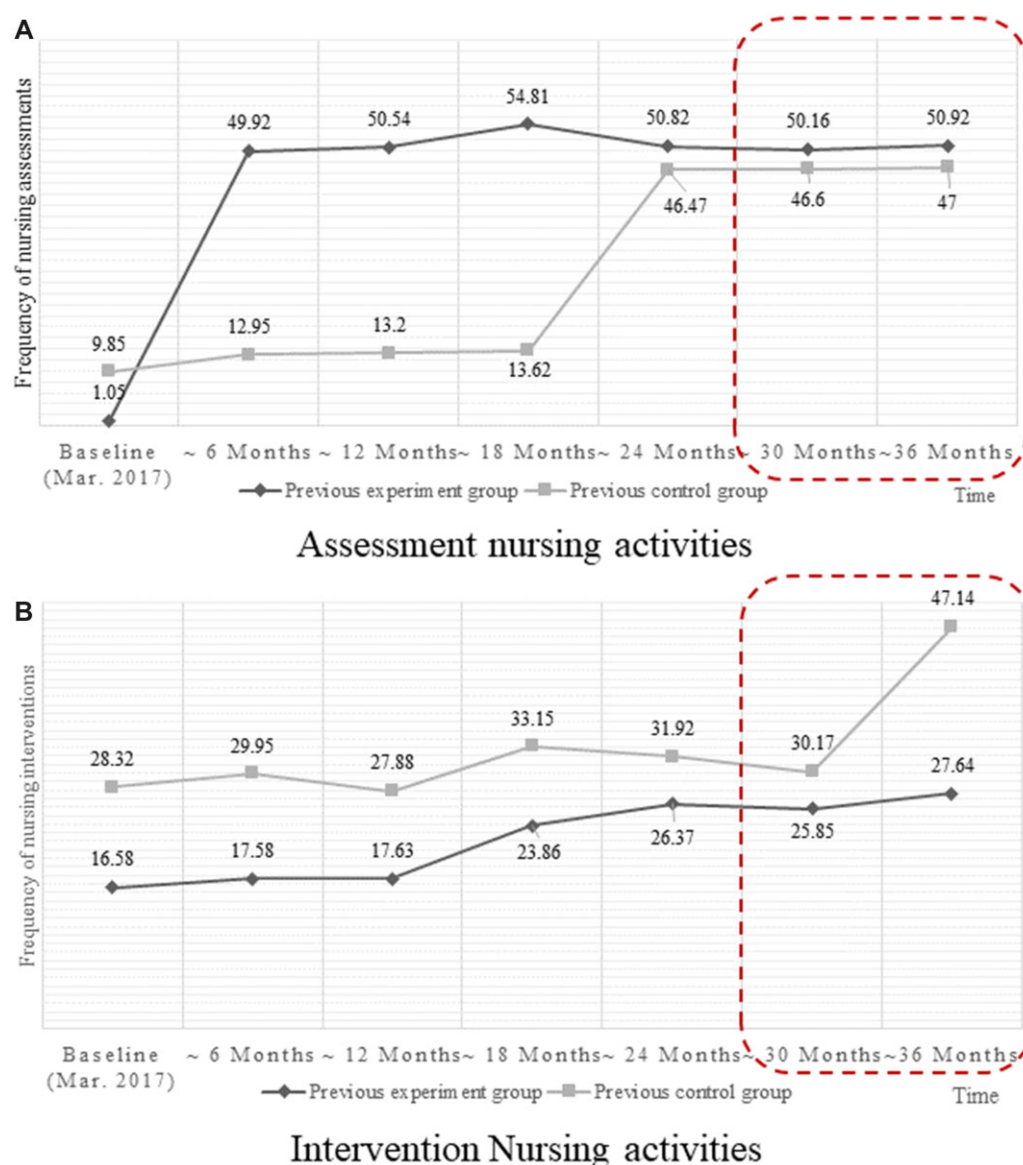 A
Frequency of nursing assessments
54.81
49.92 50.54 50.82 50.16 50.92
46.47 46.6 47
9.85 12.95 13.2 13.62
1.05
Baseline ~ 6 Months ~ 12 Months ~ 18 Months ~ 24 Months ~ 30 Months ~36 Months
(Mar. 2017)
Previous experiment group Previous control group Time
Assessment nursing activities
B
Frequency of nursing interventions
47.14
28.32 29.95 27.88 33.15 31.92 30.17
27.64
16.58 17.58 17.63 23.86 26.37 25.85
Baseline ~ 6 Months ~ 12 Months ~ 18 Months ~ 24 Months ~ 30 Months ~36 Months
(Mar. 2017)
Previous experiment group Previous control group Time
Intervention Nursing activities